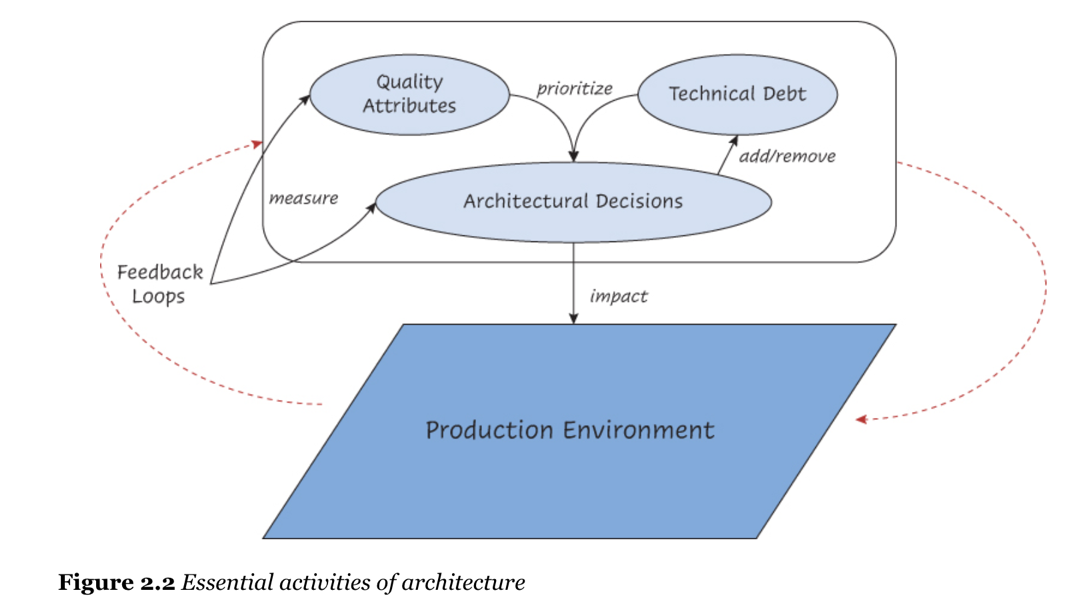 Quality
Attributes
prioritize
Technical Debt
add/remove
measure
Architectural Decisions
Feedback
Loops
impact
Production Environment
Figure 2.2 Essential activities of architecture